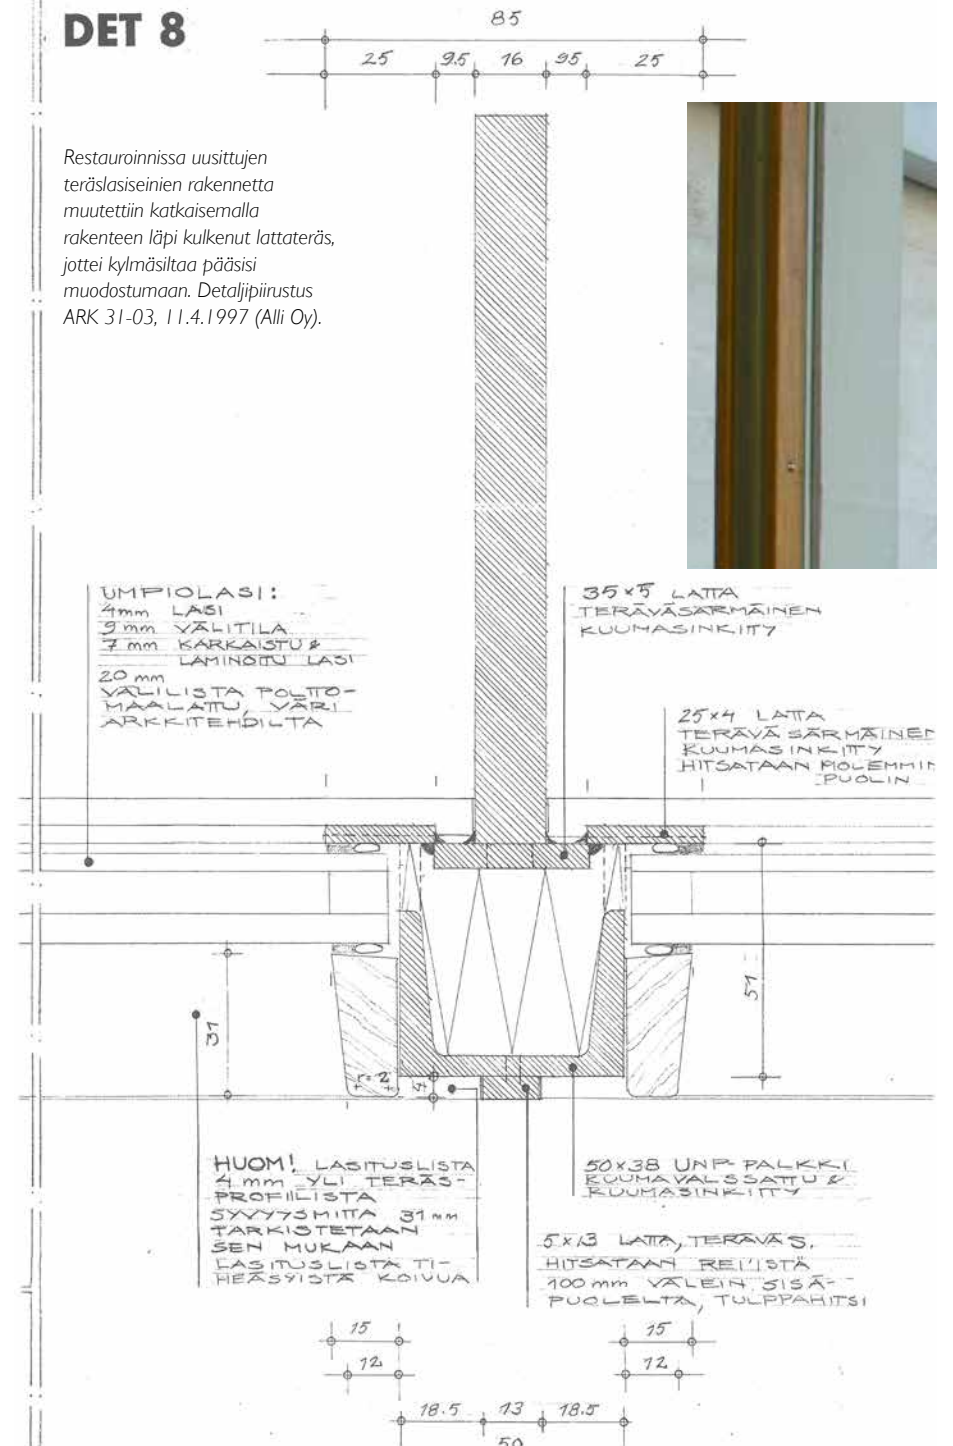 DET 8
85
25 9.5 16 95 25
Restauroinnissa uusittujen
teräslasiseinien rakennetta
muutettiin katkaisemalla
rakenteen läpi kulkenut lattateräs,
jottei kylmäsiltaa pääsisi
muodostumaan. Detaljipiirustus
ARK 31-03, 11.4.1997 (Alli Oy).
UMPIOLASI:
4mm LASI
9 mm VÄLITILA
7 mm KARKAISTU &
LAMINOITU LASI
20 mm
VÄLILISTA POLTTO-
MAALATTU, VÄRI
ARKKITEHDILTA
35×5 LATTA
TERÄVÄSÄRMÄINEN
KUUMASINKITTY
25×4 LATTA
TERÄVÄ SÄRMÄINEN
KUUMASINKITTY
HITSATAAN MOLEMMIN
PUOLIN
51
31
r=2
4
HUOM! LASITUSLISTA
4 mm YLI TERÄS-
PROFIILISTA
SYVYYSMITTA 31 mm
TARKISTETAAN
SEN MUKAAN
LASITUSLISTA TI-
HEÄSYISTÄ KOIVUA
50×38 UNP-PALKKI
KUUMAVALSSATTU &
KUUMASINKITTY
5×13 LATTA, TERÄVÄS.
HITSATAAN REI'ISTÄ
100 mm VÄLEIN SISÄ-
PUOLELTA, TULPPAHITSI
15 15
12 12
18.5 13 18.5
50